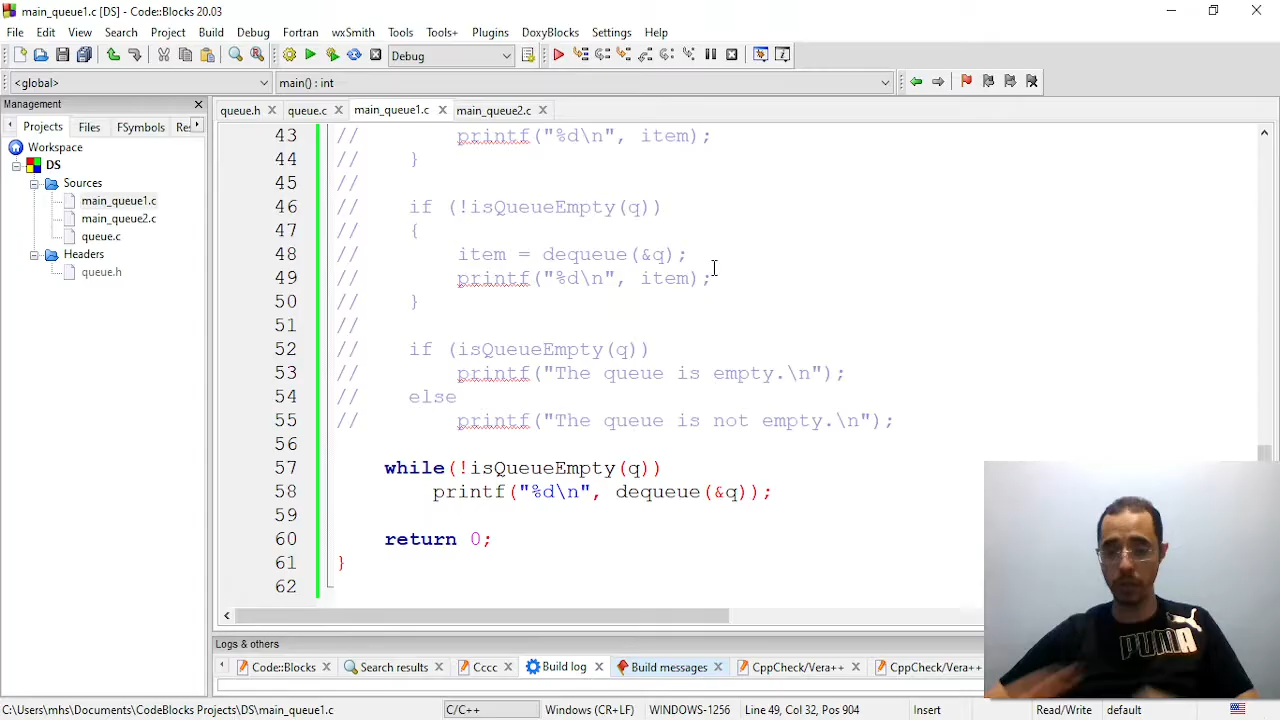 main_queue1.c [DS] - Code::Blocks 20.03
File Edit View Search Project Build Debug Fortran wxSmith Tools Tools+ Plugins DoxyBlocks Settings Help
Debug
<global> main() : int
Management
Projects Files FSymbols Res
Workspace
DS
Sources
main_queue1.c
main_queue2.c
queue.c
Headers
queue.h
queue.h queue.c main_queue1.c main_queue2.c
43 // printf("%d\n", item);
44 // }
45 //
46 // if (!isQueueEmpty(q))
47 // {
48 // item = dequeue(&q);
49 // printf("%d\n", item);
50 // }
51 //
52 // if (isQueueEmpty(q))
53 // printf("The queue is empty.\n");
54 // else
55 // printf("The queue is not empty.\n");
56
57 while(!isQueueEmpty(q))
58 printf("%d\n", dequeue(&q));
59
60 return 0;
61 }
62
PUMA
Logs & others
Code::Blocks Search results Cccc Build log Build messages CppCheck/Vera++ CppCheck/Vera++
C:\Users\mhs\Documents\CodeBlocks Projects\DS\main_queue1.c C/C++ Windows (CR+LF) WINDOWS-1256 Line 49, Col 32, Pos 904 Insert Read/Write default